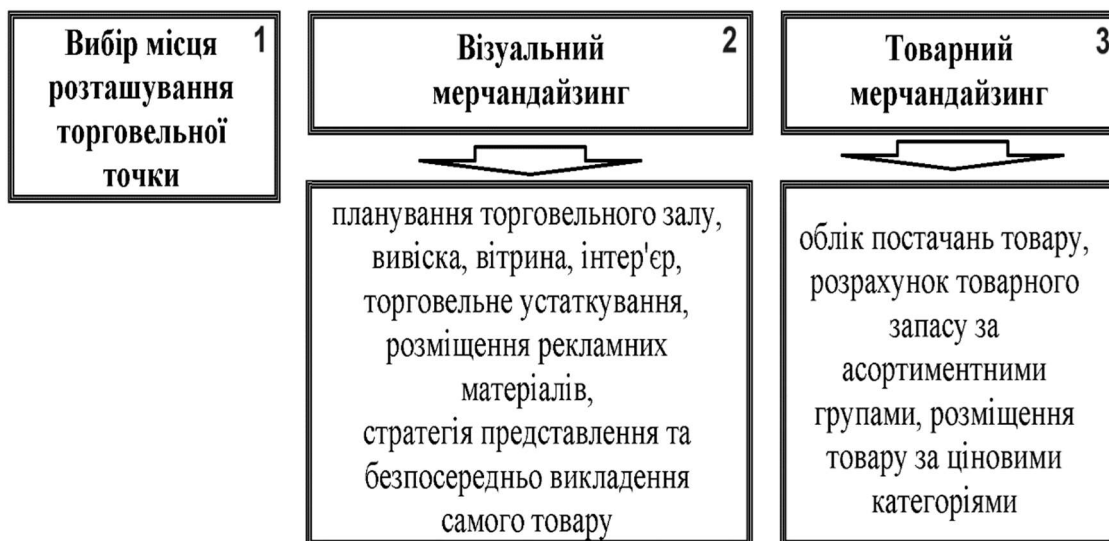 Вибір місця 1
розташування
торговельної
точки
Візуальний 2
мерчандайзинг
Товарний 3
мерчандайзинг
планування торговельного залу,
вивіска, вітрина, інтер'єр,
торговельне устаткування,
розміщення рекламних
матеріалів,
стратегія представлення та
безпосередньо викладення
самого товару
облік постачань товару,
розрахунок товарного
запасу за
асортиментними
групами, розміщення
товару за ціновими
категоріями